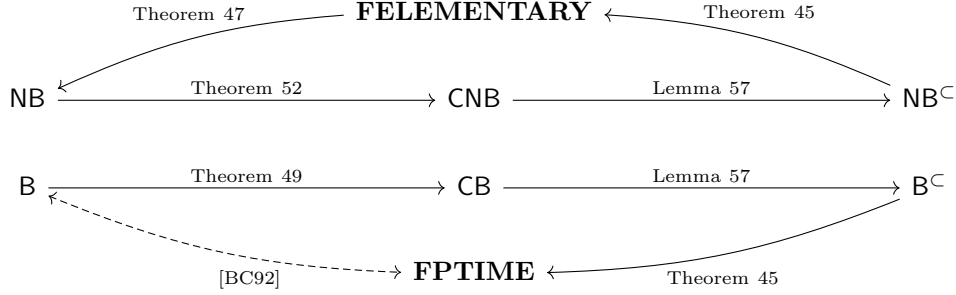 Theorem 47 FELEMENTARY Theorem 45
NB Theorem 52 CNB Lemma 57 NB⊂
B Theorem 49 CB Lemma 57 B⊂
[BC92] FPTIME Theorem 45